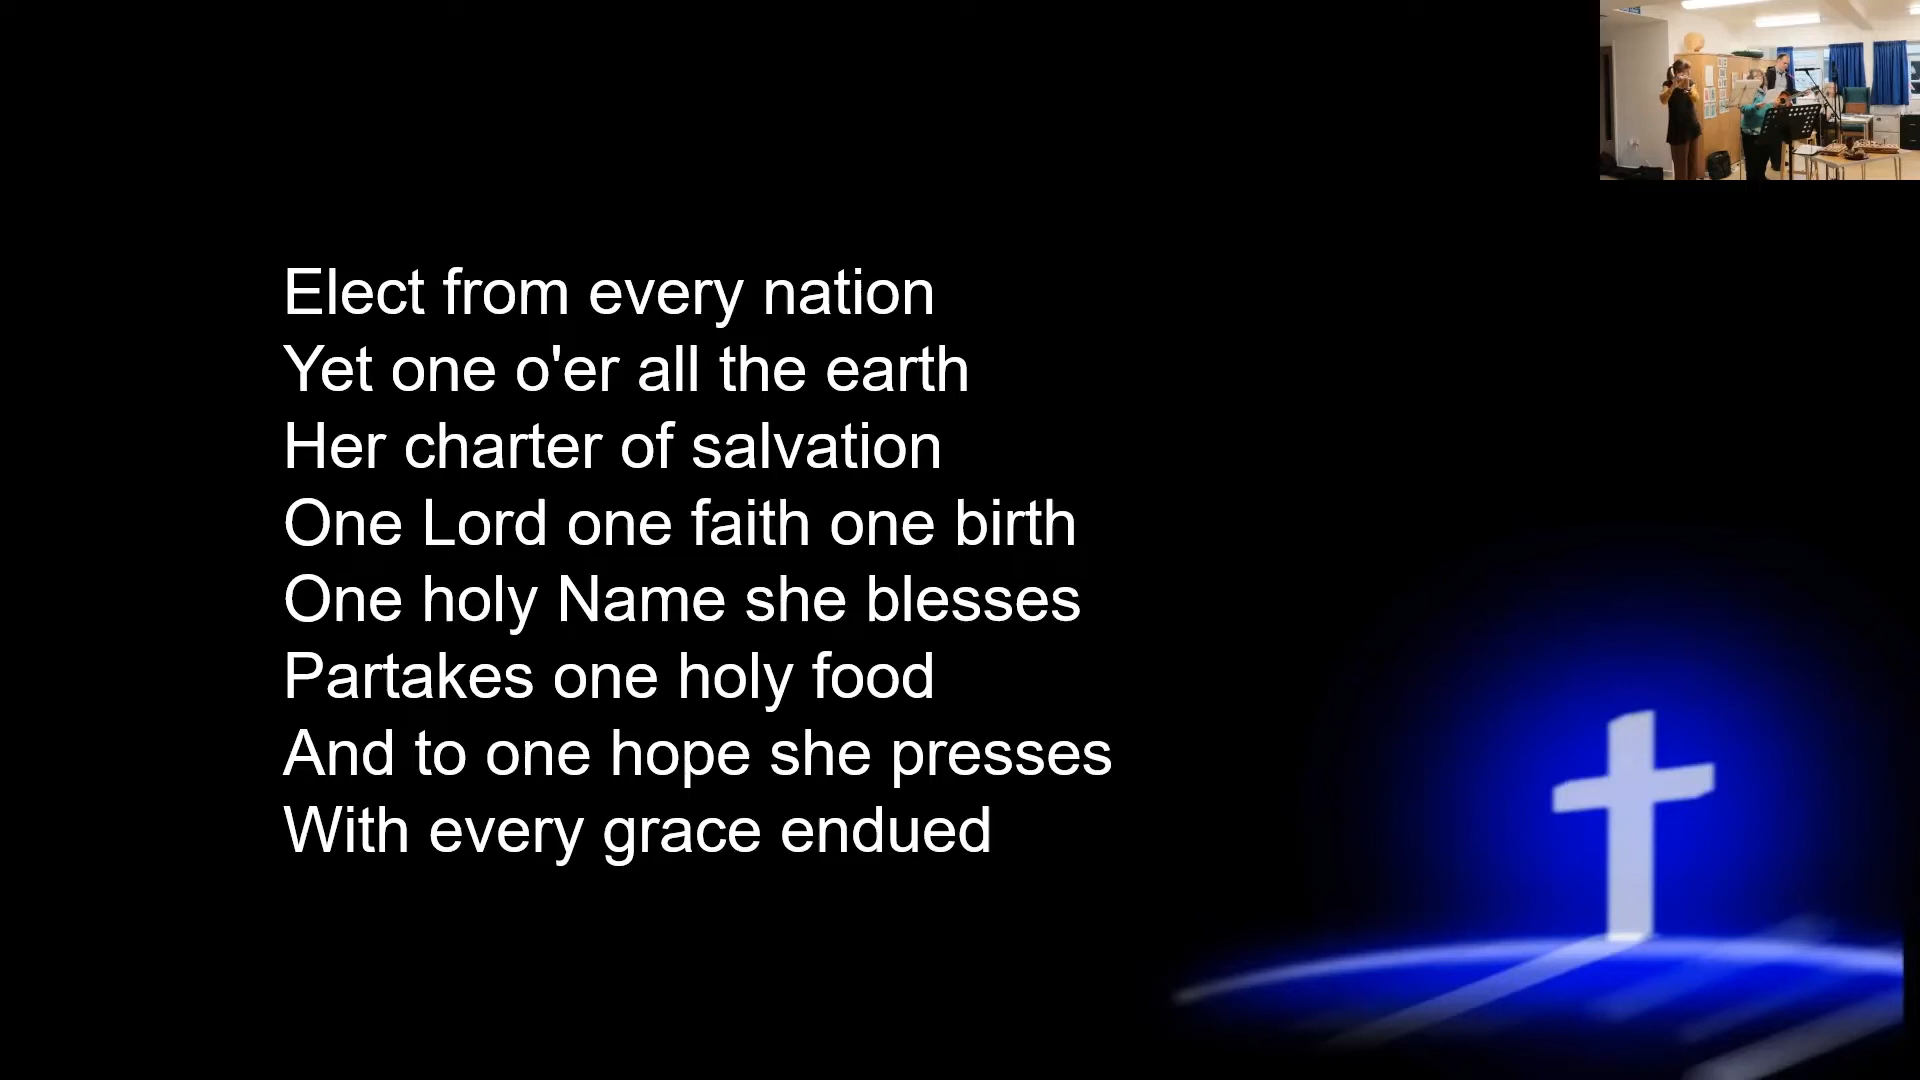 Elect from every nation
Yet one o'er all the earth
Her charter of salvation
One Lord one faith one birth
One holy Name she blesses
Partakes one holy food
And to one hope she presses
With every grace endued